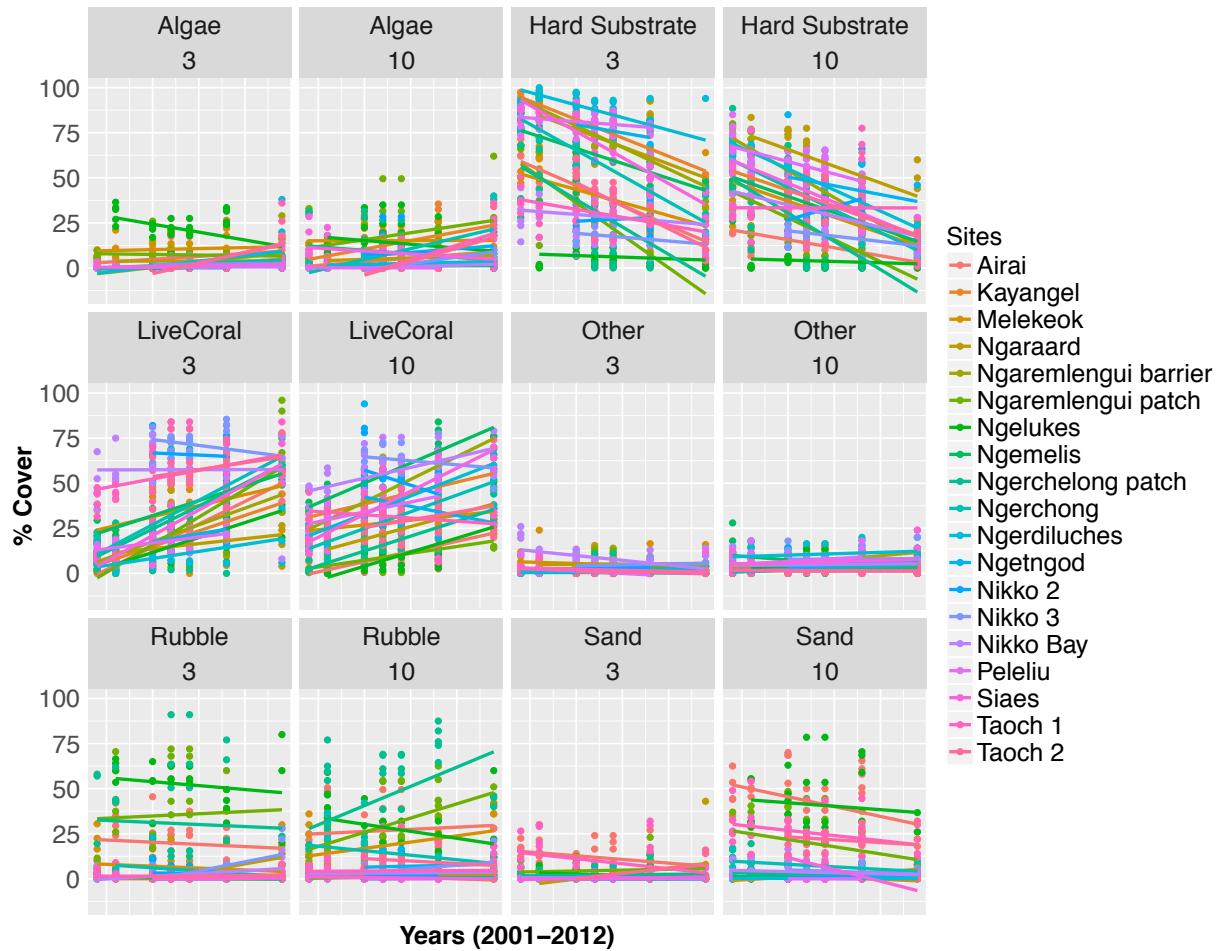 Algae
3
Algae
10
Hard Substrate
3
Hard Substrate
10
100
75
50
25
0
LiveCoral
3
LiveCoral
10
Other
3
Other
10
100
75
50
25
0
Rubble
3
Rubble
10
Sand
3
Sand
10
100
75
50
25
0
% Cover
Years (2001–2012)
Sites
Airai
Kayangel
Melekeok
Ngaraard
Ngaremlengui barrier
Ngaremlengui patch
Ngelukes
Ngemelis
Ngerchelong patch
Ngerchong
Ngerdiluches
Ngetngod
Nikko 2
Nikko 3
Nikko Bay
Peleliu
Siaes
Taoch 1
Taoch 2